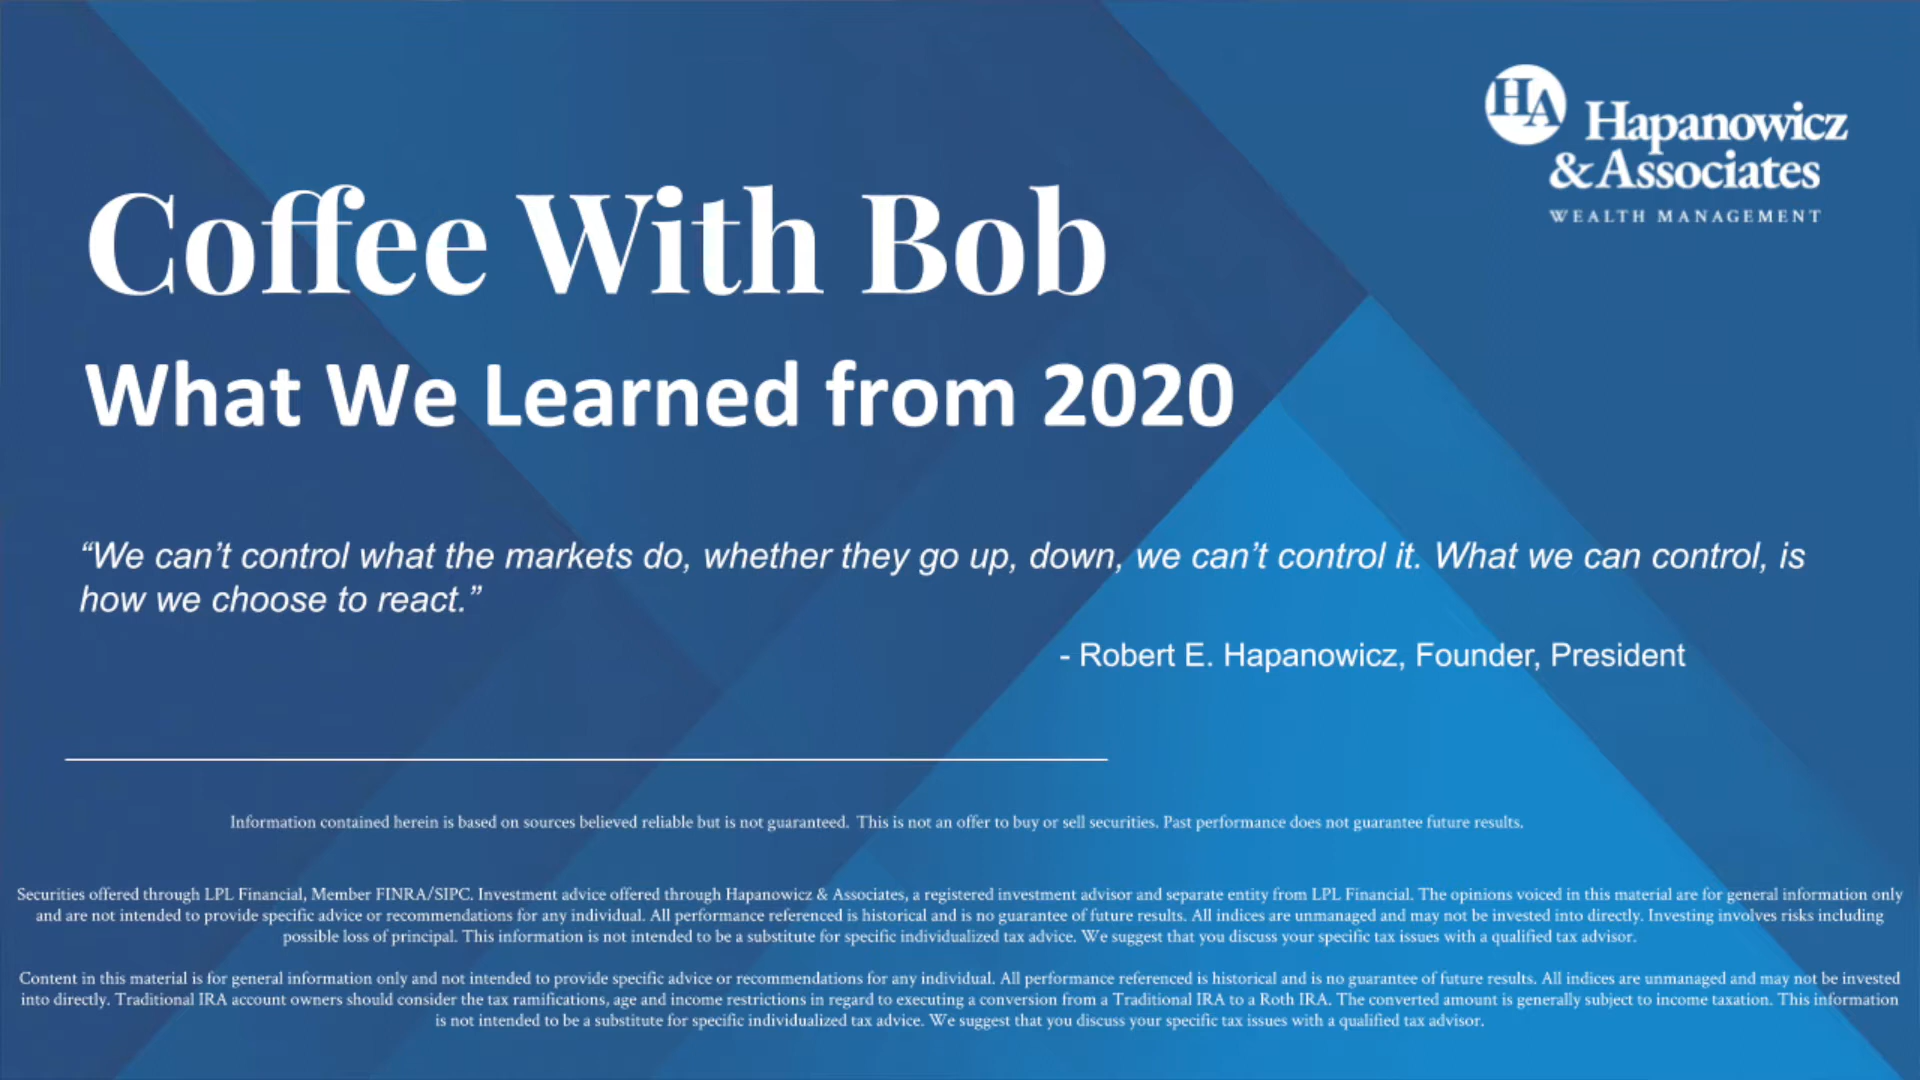 HA Hapanowicz
& Associates
WEALTH MANAGEMENT
Coffee With Bob
What We Learned from 2020
“We can’t control what the markets do, whether they go up, down, we can’t control it. What we can control, is
how we choose to react.”
- Robert E. Hapanowicz, Founder, President
Information contained herein is based on sources believed reliable but is not guaranteed. This is not an offer to buy or sell securities. Past performance does not guarantee future results.
Securities offered through LPL Financial, Member FINRA/SIPC. Investment advice offered through Hapanowicz & Associates, a registered investment advisor and separate entity from LPL Financial. The opinions voiced in this material are for general information only
and are not intended to provide specific advice or recommendations for any individual. All performance referenced is historical and is no guarantee of future results. All indices are unmanaged and may not be invested into directly. Investing involves risks including
possible loss of principal. This information is not intended to be a substitute for specific individualized tax advice. We suggest that you discuss your specific tax issues with a qualified tax advisor.
Content in this material is for general information only and not intended to provide specific advice or recommendations for any individual. All performance referenced is historical and is no guarantee of future results. All indices are unmanaged and may not be invested
into directly. Traditional IRA account owners should consider the tax ramifications, age and income restrictions in regard to executing a conversion from a Traditional IRA to a Roth IRA. The converted amount is generally subject to income taxation. This information
is not intended to be a substitute for specific individualized tax advice. We suggest that you discuss your specific tax issues with a qualified tax advisor.